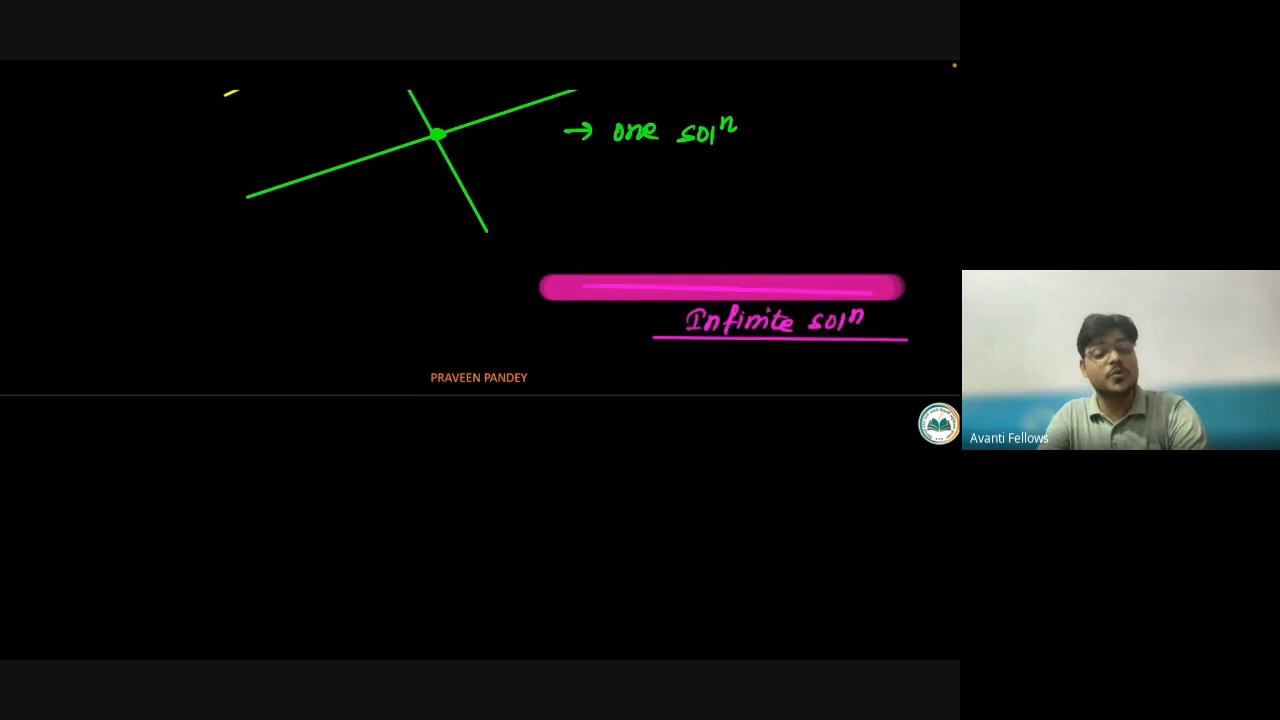 → one solⁿ
Infinite solⁿ
PRAVEEN PANDEY
Avanti Fellows